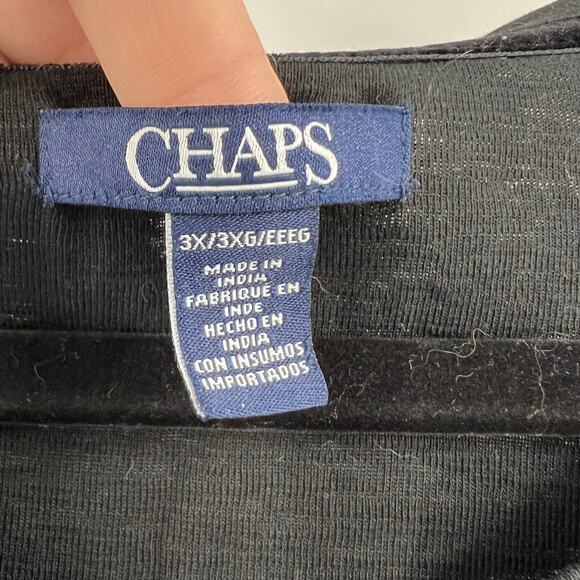 CHAPS
3X/3XG/EEEG
MADE IN
INDIA
FABRIQUE EN
INDE
HECHO EN
INDIA
CON INSUMOS
IMPORTADOS